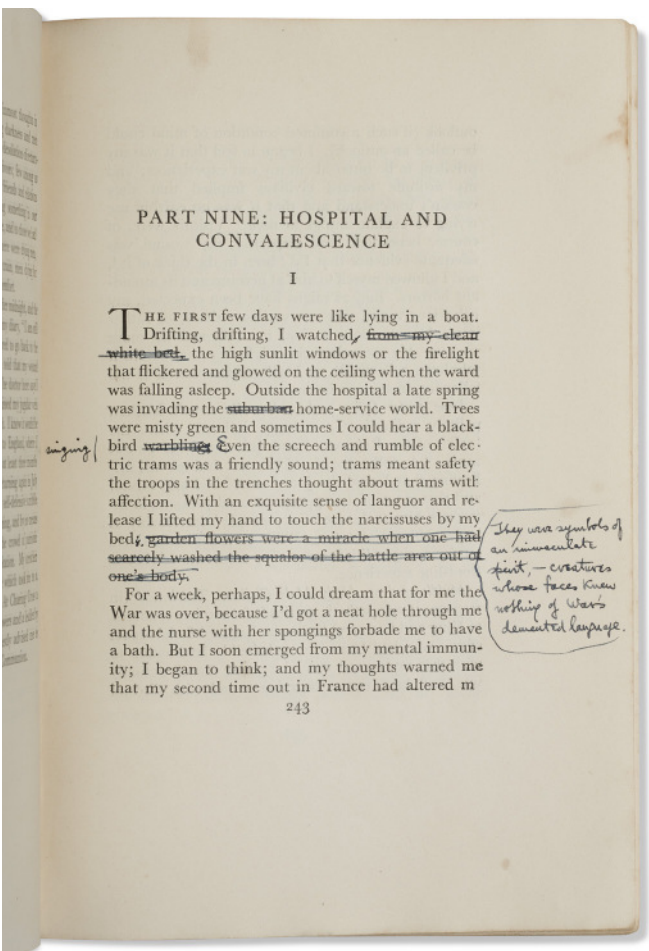 PART NINE: HOSPITAL AND
CONVALESCENCE
I
THE FIRST few days were like lying in a boat.
Drifting, drifting, I watched, from my clean
white bed, the high sunlit windows or the firelight
that flickered and glowed on the ceiling when the ward
was falling asleep. Outside the hospital a late spring
was invading the suburban home-service world. Trees
were misty green and sometimes I could hear a black-
singing/
bird warbling. Even the screech and rumble of elec-
tric trams was a friendly sound; trams meant safety
the troops in the trenches thought about trams with
affection. With an exquisite sense of languor and re-
lease I lifted my hand to touch the narcissuses by my
bed; garden flowers were a miracle when one had
scarcely washed the squalor of the battle area out of
one's body.
They were symbols of
an immaculate
spirit, – creatures
whose faces knew
nothing of War's
demented language.
For a week, perhaps, I could dream that for me the
War was over, because I'd got a neat hole through me
and the nurse with her spongings forbade me to have
a bath. But I soon emerged from my mental immun-
ity; I began to think; and my thoughts warned me
that my second time out in France had altered m
243